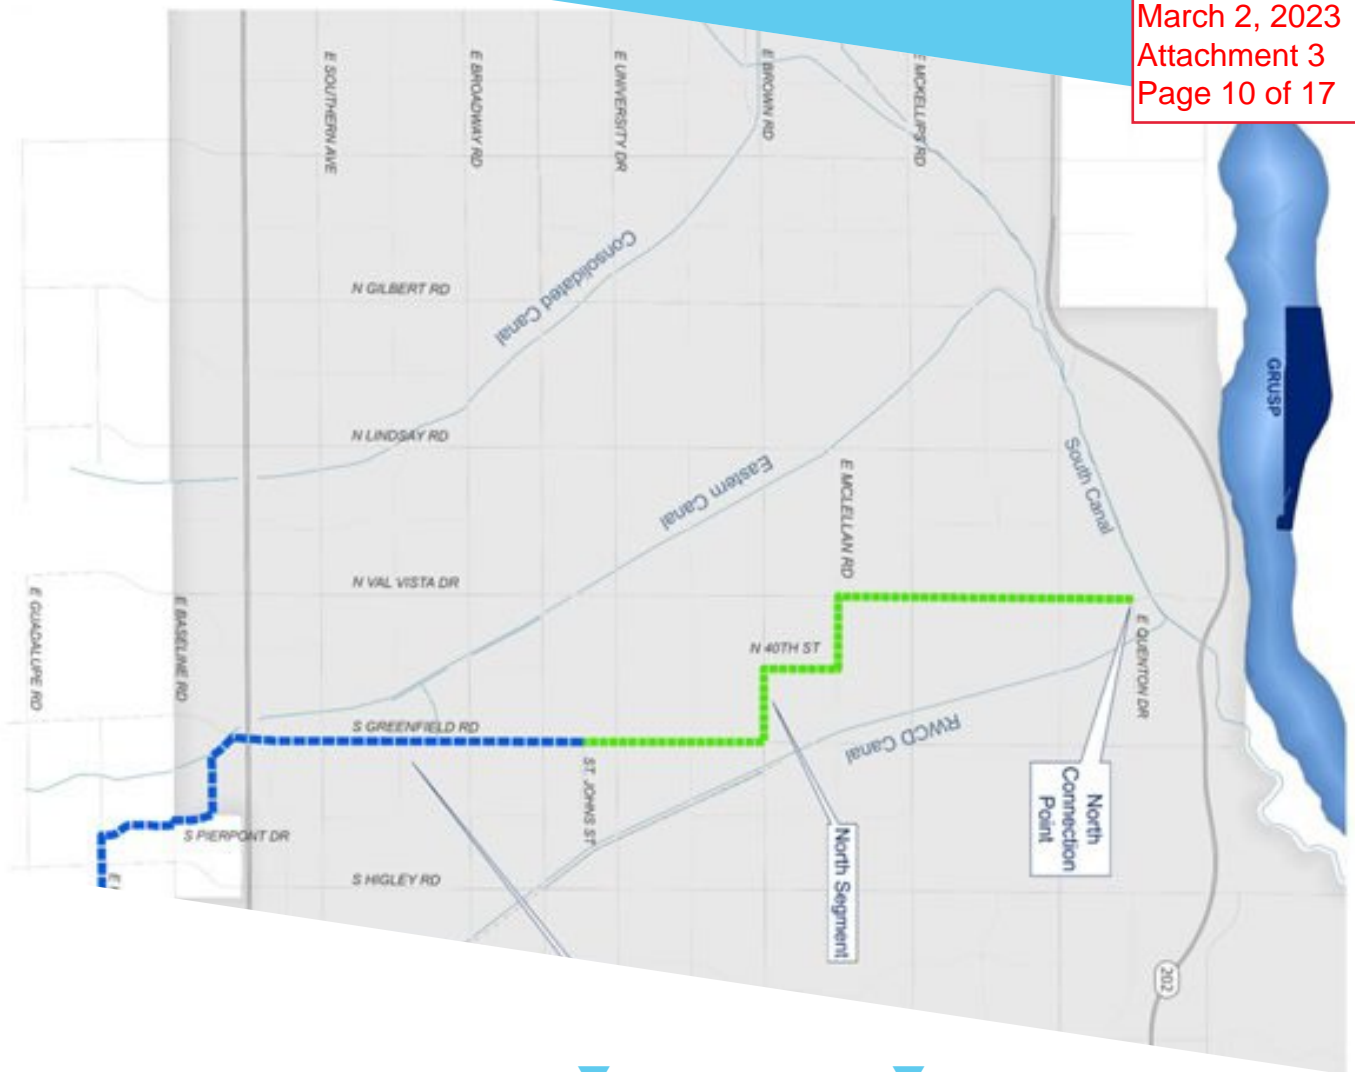 March 2, 2023
Attachment 3
Page 10 of 17
E SOUTHERN AVE
E BROADWAY RD
E UNIVERSITY DR
E BROWN RD
E MCKELLIPS RD
Consolidated Canal
N GILBERT RD
GRUSP
N LINDSAY RD
Eastern Canal
South Canal
E MCLELLAN RD
N VAL VISTA DR
E GUADALUPE RD
E BASELINE RD
N 40TH ST
E QUENTON DR
S GREENFIELD RD
RWCD Canal
ST. JOHNS ST
North
Connection
Point
S PIERPONT DR
North Segment
S HIGLEY RD
202